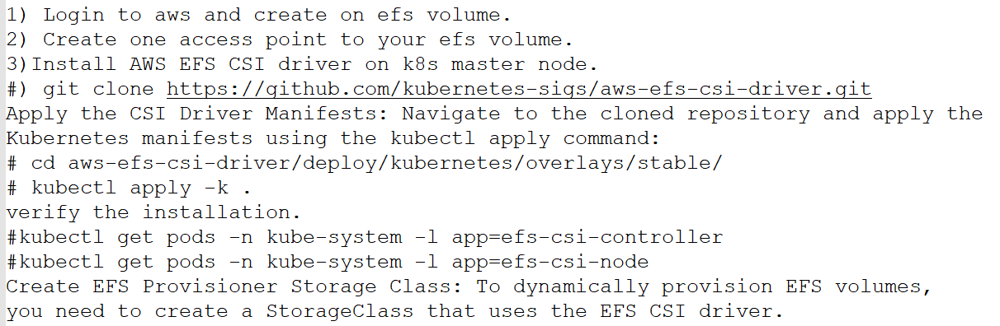 1) Login to aws and create on efs volume.
2) Create one access point to your efs volume.
3)Install AWS EFS CSI driver on k8s master node.
#) git clone https://github.com/kubernetes-sigs/aws-efs-csi-driver.git
Apply the CSI Driver Manifests: Navigate to the cloned repository and apply the
Kubernetes manifests using the kubectl apply command:
# cd aws-efs-csi-driver/deploy/kubernetes/overlays/stable/
# kubectl apply -k .
verify the installation.
#kubectl get pods -n kube-system -l app=efs-csi-controller
#kubectl get pods -n kube-system -l app=efs-csi-node
Create EFS Provisioner Storage Class: To dynamically provision EFS volumes,
you need to create a StorageClass that uses the EFS CSI driver.